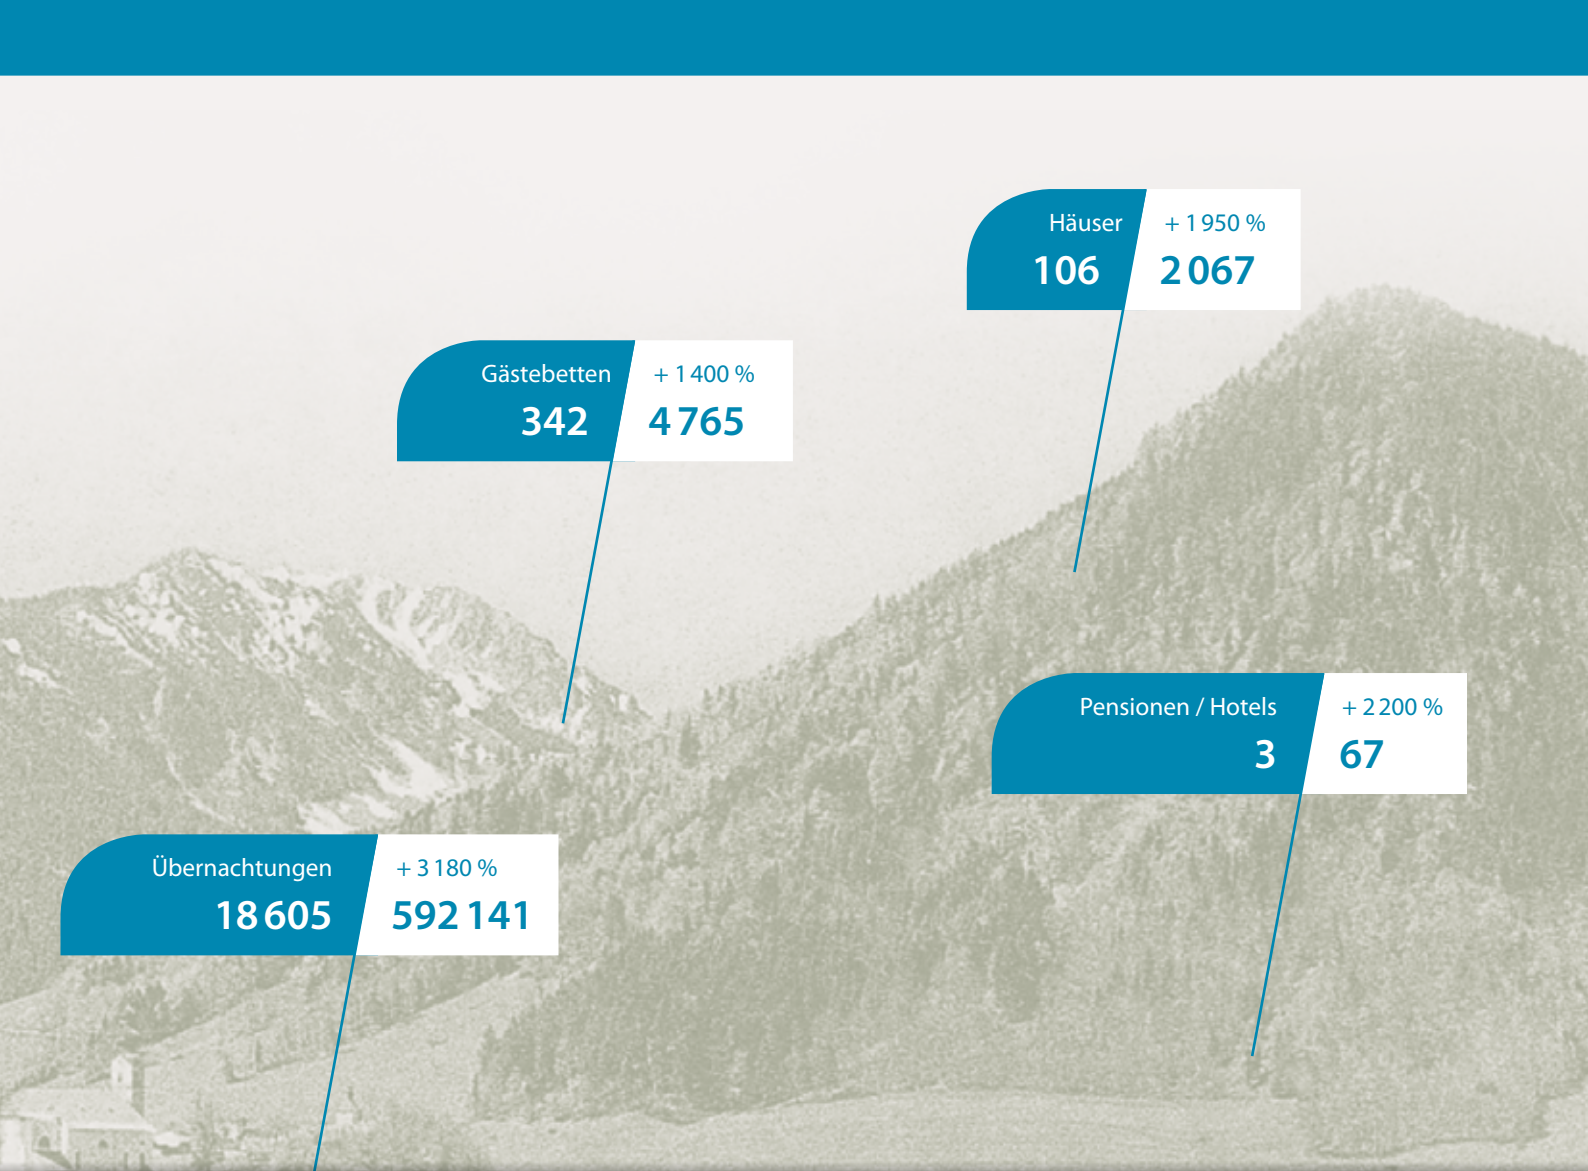 Häuser
106
+ 1 950 %
2 067
Gästebetten
342
+ 1 400 %
4 765
Pensionen / Hotels
3
+ 2 200 %
67
Übernachtungen
18 605
+ 3 180 %
592 141